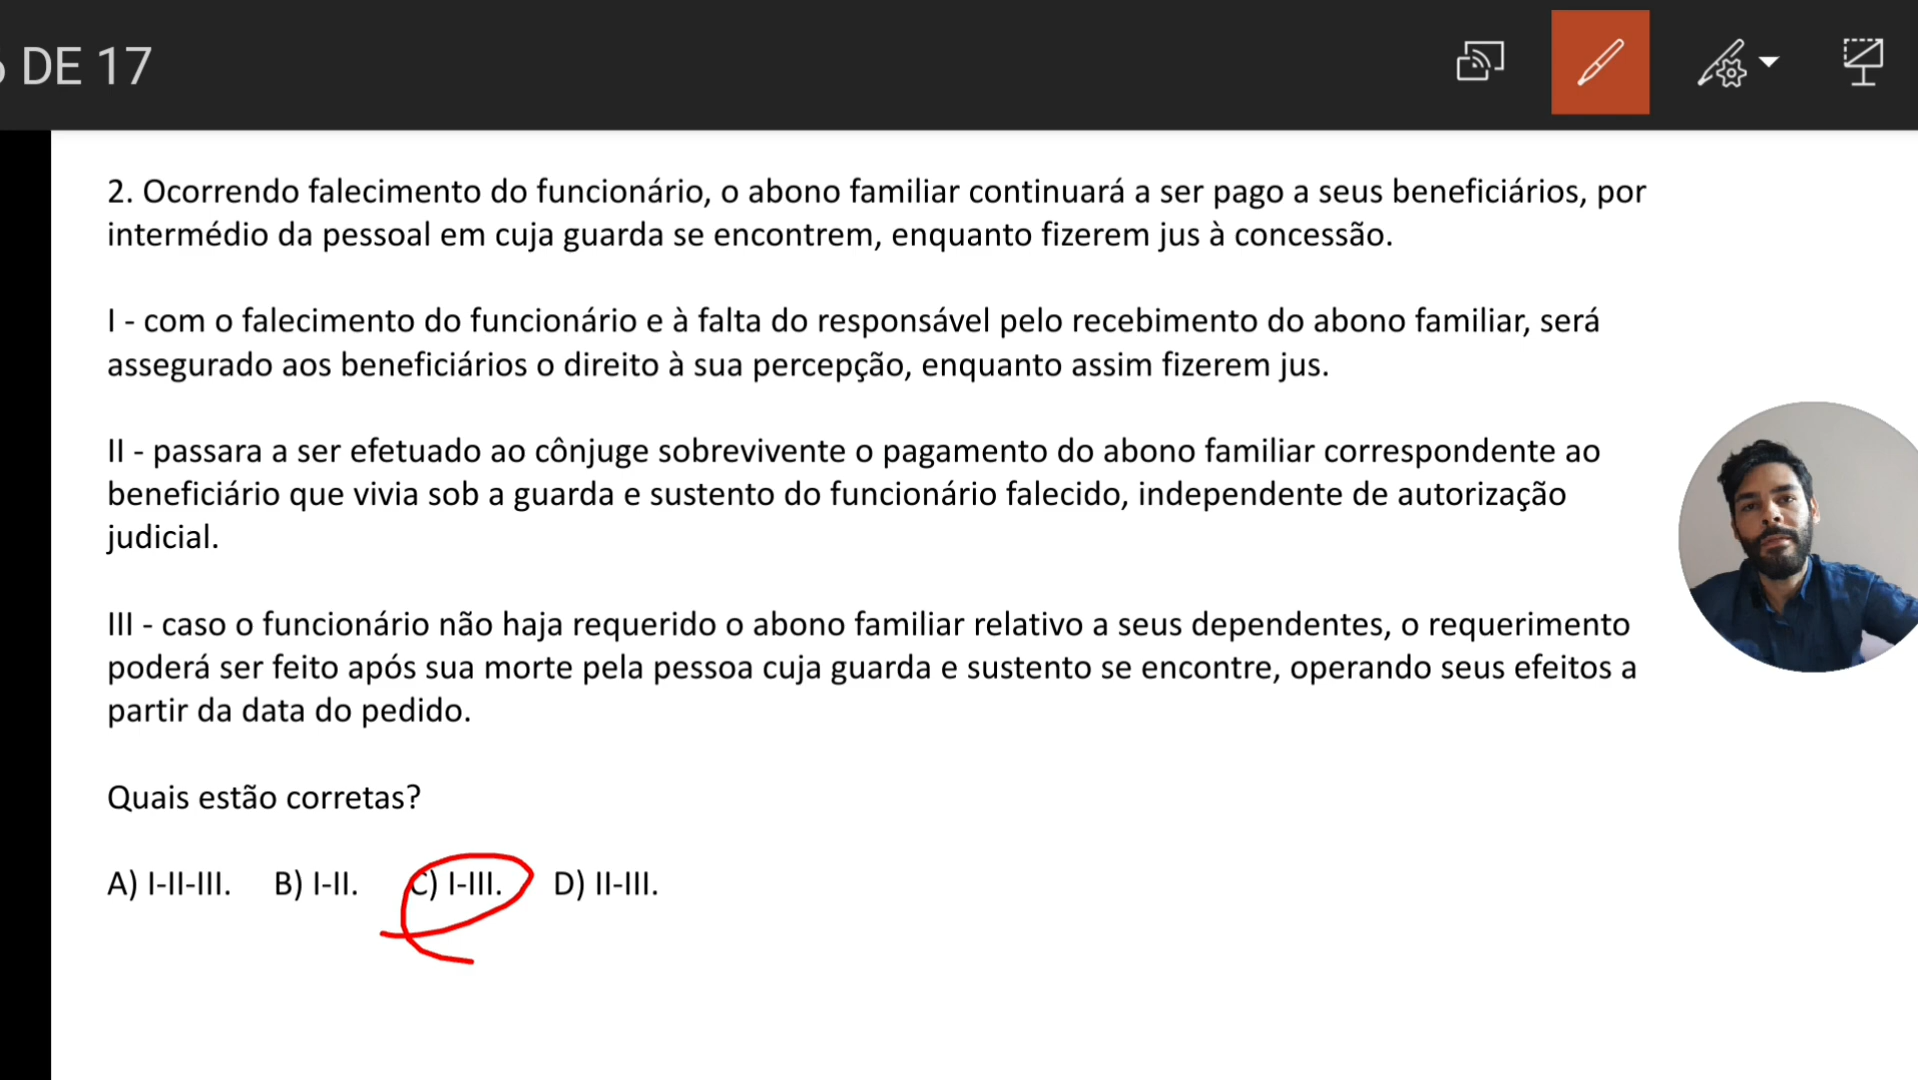 DE 17
2. Ocorrendo falecimento do funcionário, o abono familiar continuará a ser pago a seus beneficiários, por
intermédio da pessoal em cuja guarda se encontrem, enquanto fizerem jus à concessão.
I - com o falecimento do funcionário e à falta do responsável pelo recebimento do abono familiar, será
assegurado aos beneficiários o direito à sua percepção, enquanto assim fizerem jus.
II - passara a ser efetuado ao cônjuge sobrevivente o pagamento do abono familiar correspondente ao
beneficiário que vivia sob a guarda e sustento do funcionário falecido, independente de autorização
judicial.
III - caso o funcionário não haja requerido o abono familiar relativo a seus dependentes, o requerimento
poderá ser feito após sua morte pela pessoa cuja guarda e sustento se encontre, operando seus efeitos a
partir da data do pedido.
Quais estão corretas?
A) I-II-III. B) I-II. C) I-III. D) II-III.